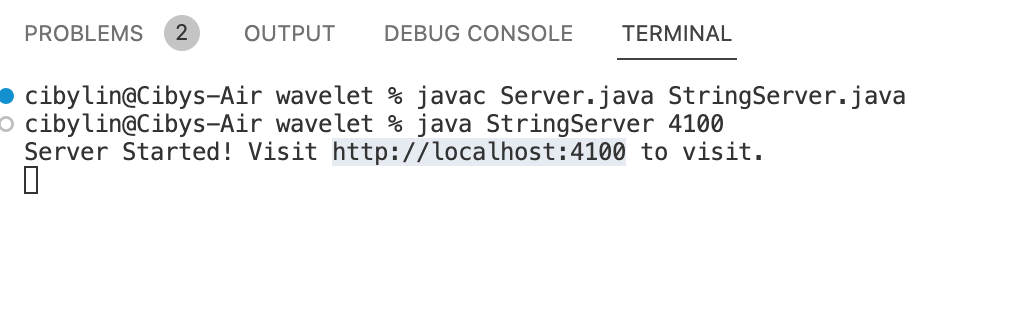 PROBLEMS 2 OUTPUT DEBUG CONSOLE TERMINAL
cibylin@Cibys-Air wavelet % javac Server.java StringServer.java
cibylin@Cibys-Air wavelet % java StringServer 4100
Server Started! Visit http://localhost:4100 to visit.